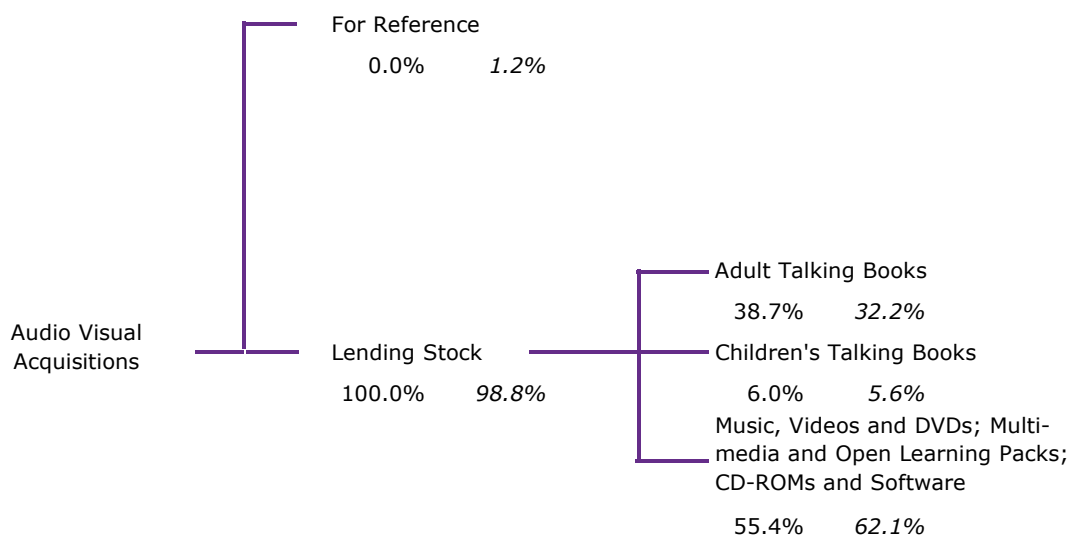 For Reference
0.0% 1.2%
Audio Visual
Acquisitions
Lending Stock
100.0% 98.8%
Adult Talking Books
38.7% 32.2%
Children's Talking Books
6.0% 5.6%
Music, Videos and DVDs; Multi-
media and Open Learning Packs;
CD-ROMs and Software
55.4% 62.1%